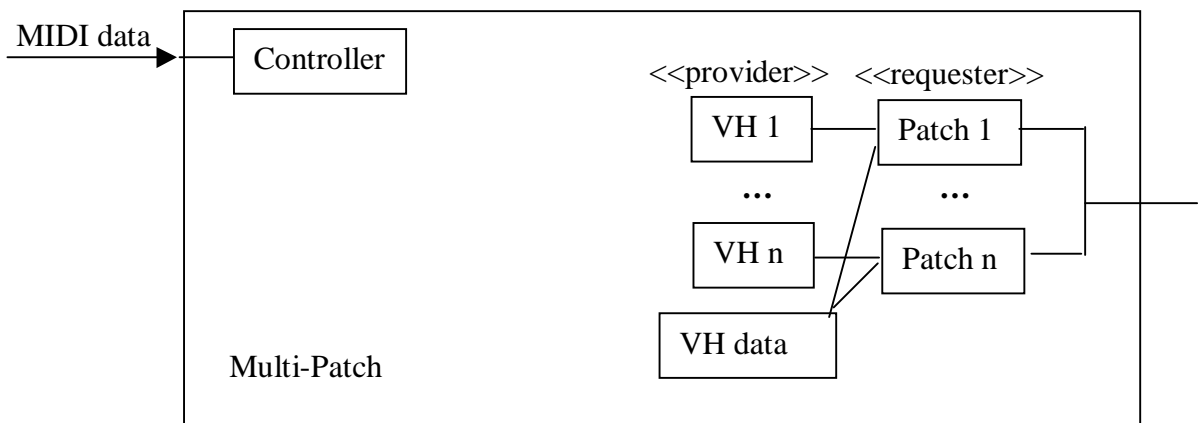 MIDI data
Controller
<<provider>> <<requester>>
VH 1
Patch 1
... ...
VH n
Patch n
VH data
Multi-Patch